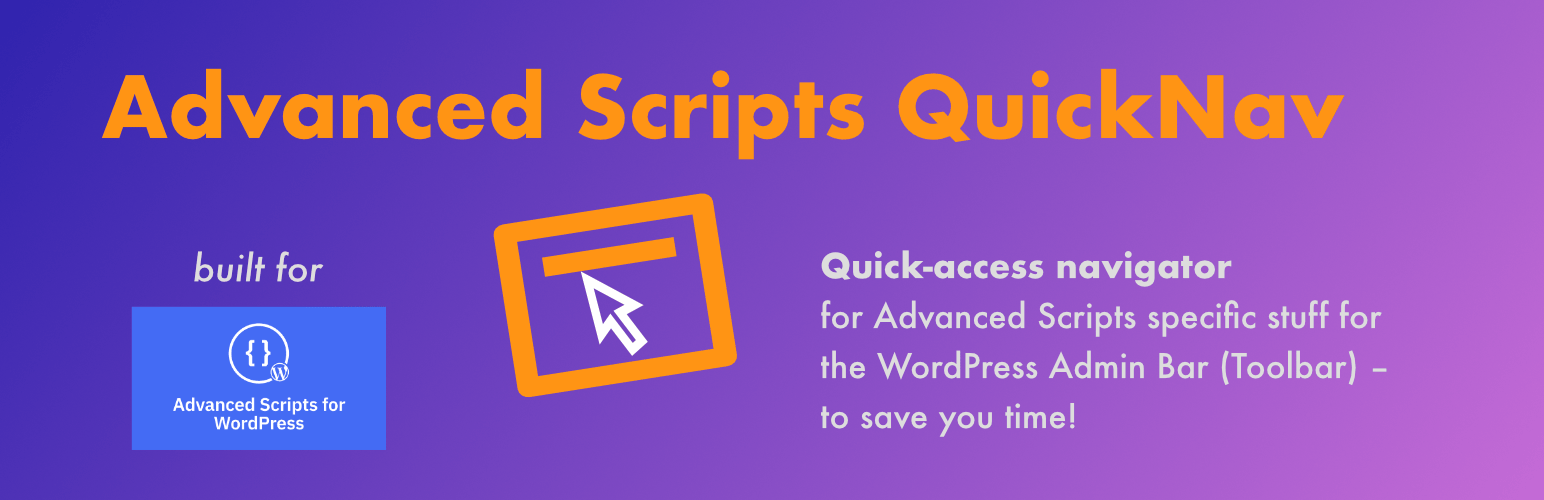 Advanced Scripts QuickNav
built for
{ }
W
Advanced Scripts for
WordPress
Quick-access navigator
for Advanced Scripts specific stuff for
the WordPress Admin Bar (Toolbar) –
to save you time!